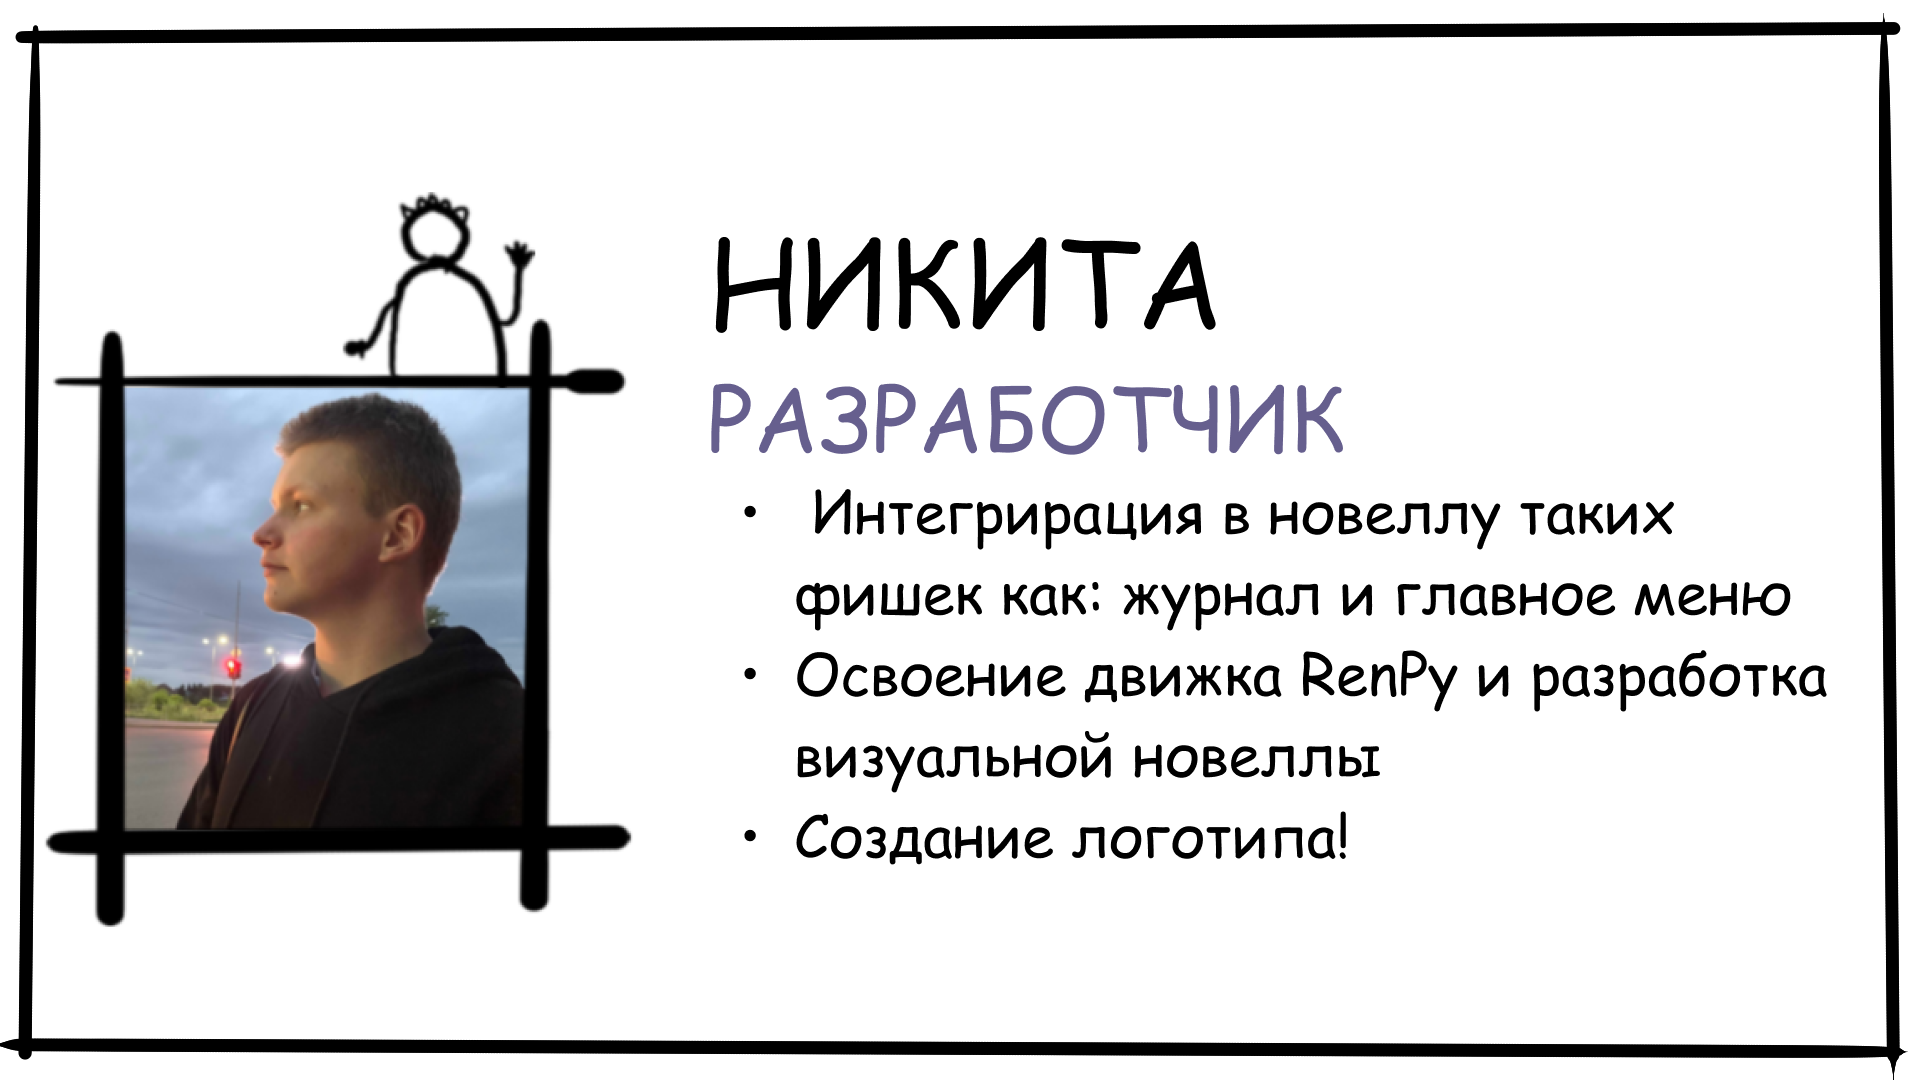 НИКИТА
РАЗРАБОТЧИК
• Интегрирация в новеллу таких
фишек как: журнал и главное меню
• Освоение движка RenPy и разработка
визуальной новеллы
• Создание логотипа!